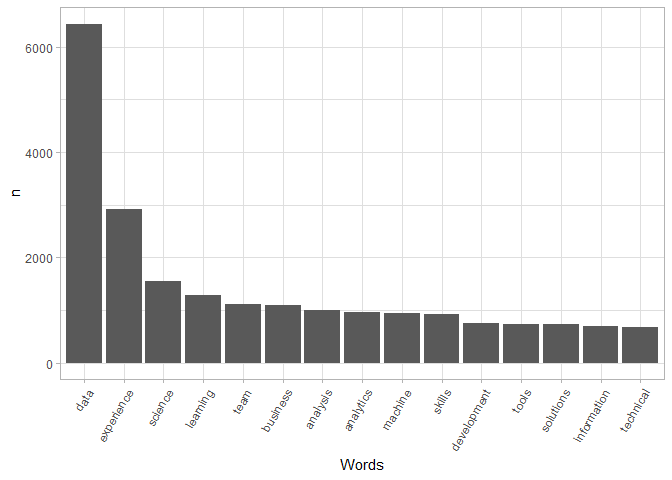 6000
4000
2000
0
n
data
experience
science
learning
team
business
analysis
analytics
machine
skills
development
tools
solutions
information
technical
Words